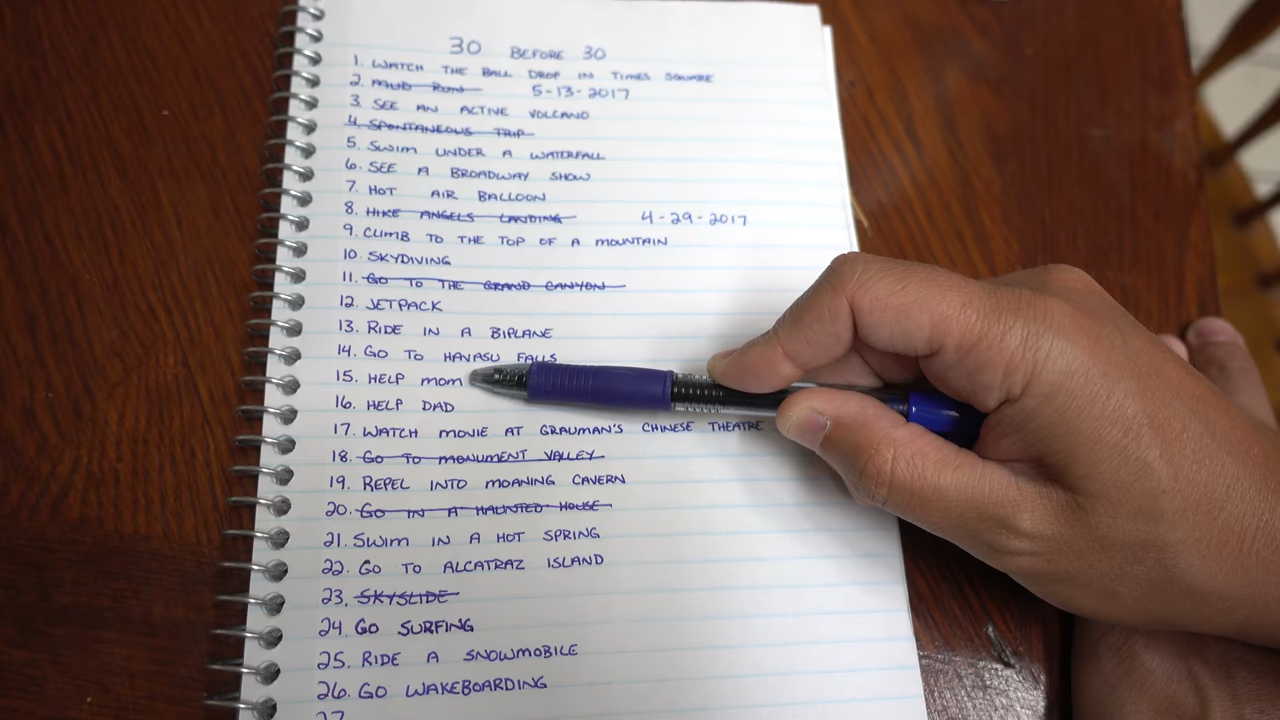 30 BEFORE 30
1. WATCH THE BALL DROP IN TIMES SQUARE
2. MUD RUN 5-13-2017
3. SEE AN ACTIVE VOLCANO
4. SPONTANEOUS TRIP
5. SWIM UNDER A WATERFALL
6. SEE A BROADWAY SHOW
7. HOT AIR BALLOON
8. HIKE ANGELS LANDING 4-29-2017
9. CLIMB TO THE TOP OF A MOUNTAIN
10. SKYDIVING
11. GO TO THE GRAND CANYON
12. JETPACK
13. RIDE IN A BIPLANE
14. GO TO HAVASU FALLS
15. HELP MOM
16. HELP DAD
17. WATCH MOVIE AT GRAUMAN'S CHINESE THEATRE
18. GO TO MONUMENT VALLEY
19. REPEL INTO MOANING CAVERN
20. GO IN A HAUNTED HOUSE
21. SWIM IN A HOT SPRING
22. GO TO ALCATRAZ ISLAND
23. SKYSLIDE
24. GO SURFING
25. RIDE A SNOWMOBILE
26. GO WAKEBOARDING
27.